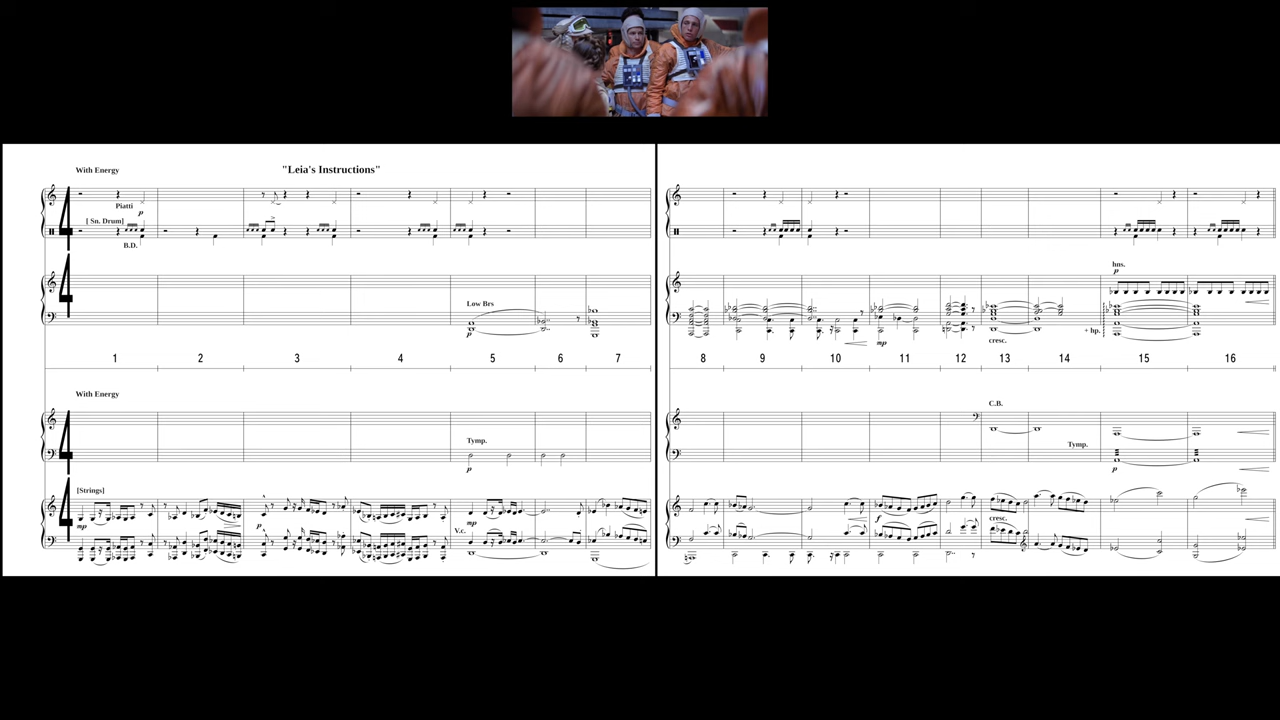 With Energy
"Leia's Instructions"
Piatti
p
[ Sn. Drum]
B.D.
hns.
p
Low Brs
p
mp
cresc.
+ hp.
1 2 3 4 5 6 7 8 9 10 11 12 13 14 15 16
With Energy
C.B.
Tymp.
p
Tymp.
p
[Strings]
mp
p
mp
V.c.
f
cresc.